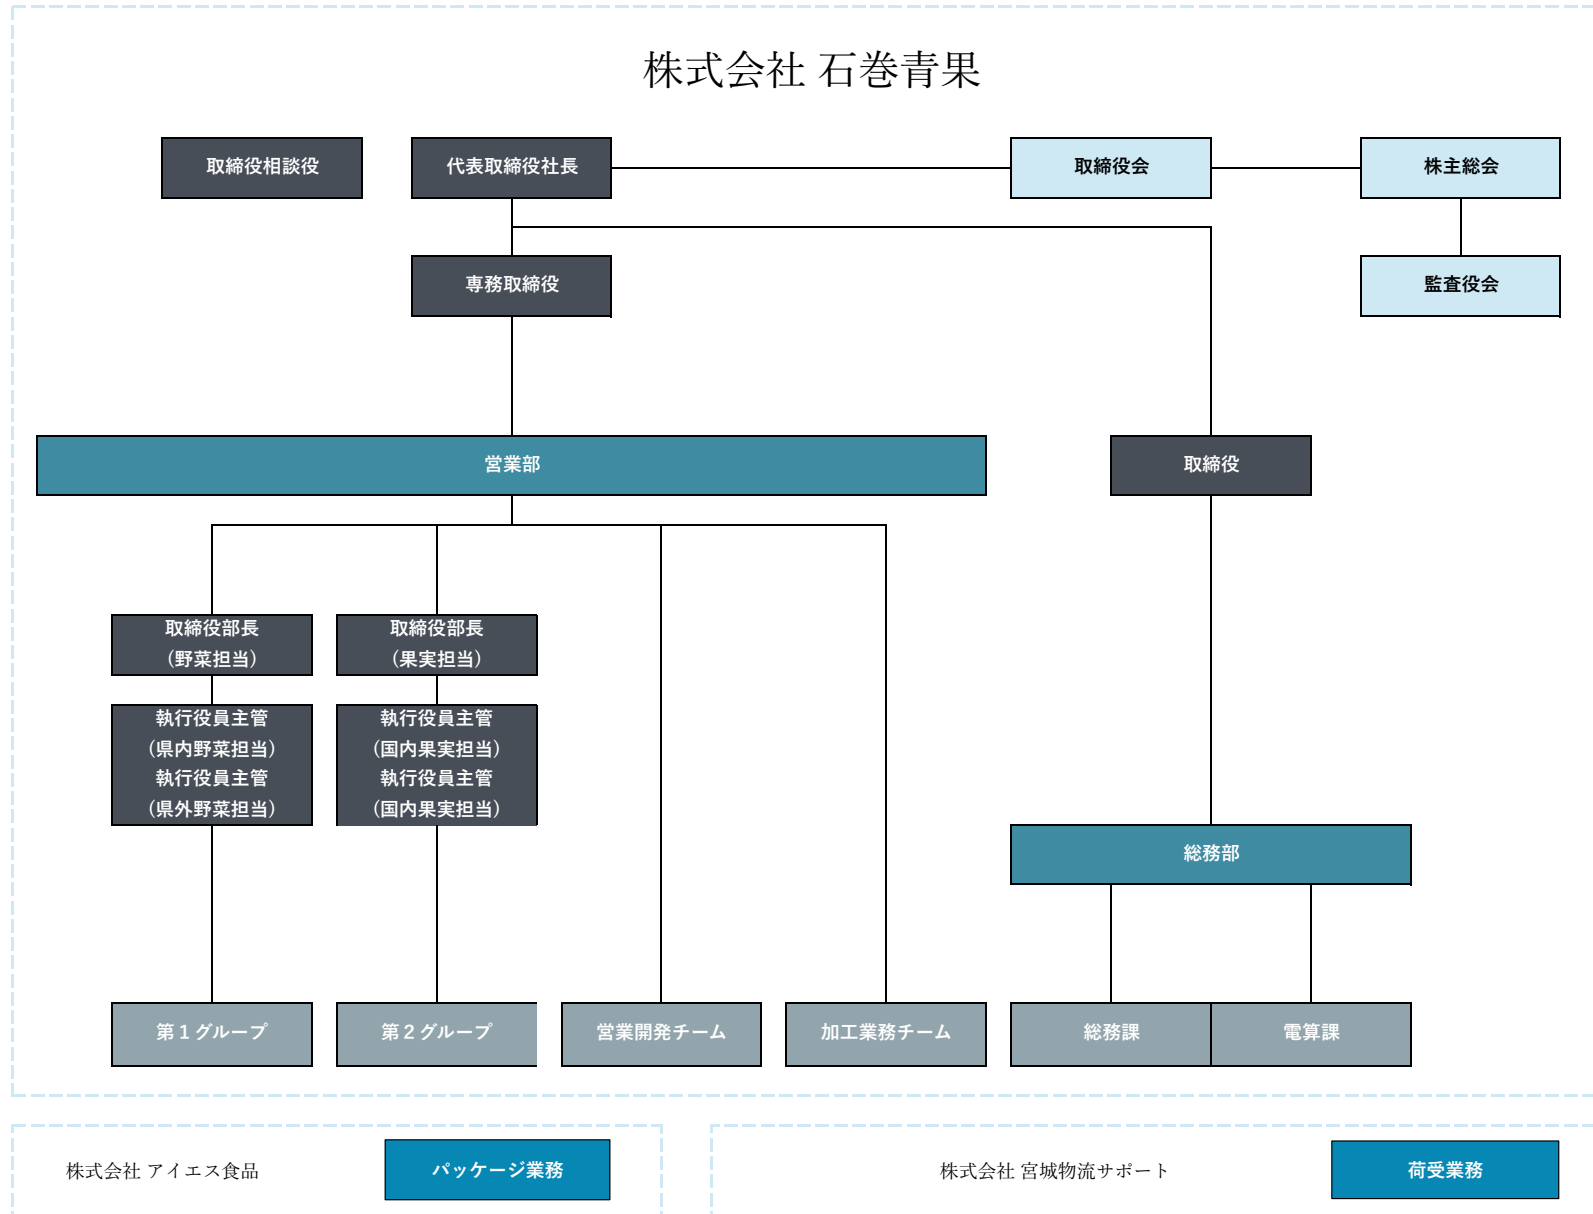 株式会社 石巻青果
取締役相談役
代表取締役社長
取締役会
株主総会
専務取締役
監査役会
営業部
取締役
取締役部長
（野菜担当）
取締役部長
（果実担当）
執行役員主管
（県内野菜担当）
執行役員主管
（県外野菜担当）
執行役員主管
（国内果実担当）
執行役員主管
（国内果実担当）
総務部
第１グループ
第２グループ
営業開発チーム
加工業務チーム
総務課
電算課
株式会社 アイエス食品
パッケージ業務
株式会社 宮城物流サポート
荷受業務